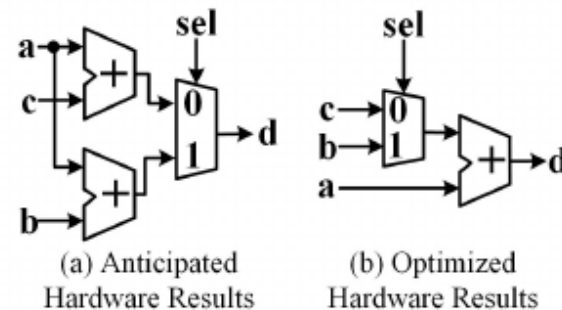 sel
a
+
c
0
1
d
+
b
(a) Anticipated
Hardware Results
sel
c
0
b
1
+
d
a
(b) Optimized
Hardware Results